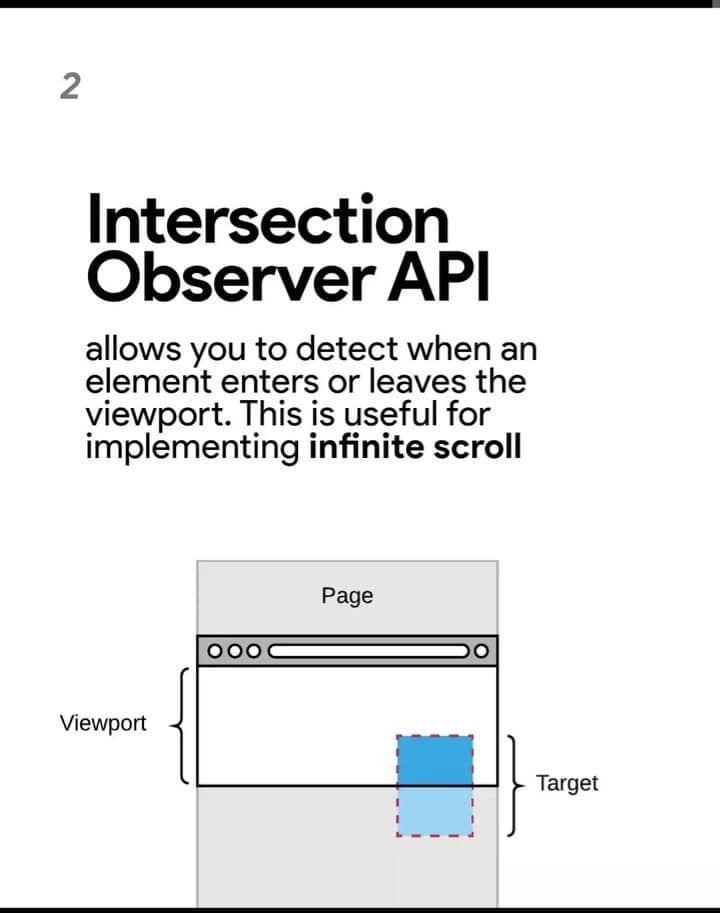 2
Intersection
Observer API
allows you to detect when an
element enters or leaves the
viewport. This is useful for
implementing infinite scroll
Page
Viewport
Target